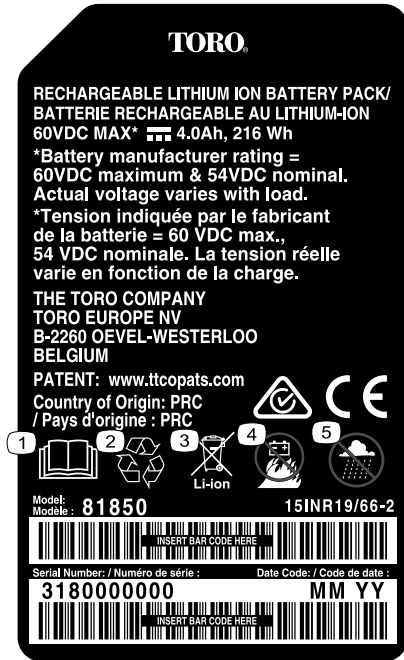 TORO®
RECHARGEABLE LITHIUM ION BATTERY PACK/
BATTERIE RECHARGEABLE AU LITHIUM-ION
60VDC MAX* 4.0Ah, 216 Wh
*Battery manufacturer rating =
60VDC maximum & 54VDC nominal.
Actual voltage varies with load.
*Tension indiquée par le fabricant
de la batterie = 60 VDC max.,
54 VDC nominale. La tension réelle
varie en fonction de la charge.
THE TORO COMPANY
TORO EUROPE NV
B-2260 OEVEL-WESTERLOO
BELGIUM
PATENT: www.ttcopats.com
Country of Origin: PRC
/ Pays d'origine : PRC
CE
1 2 3 4 5
Li-ion
Model:
Modèle : 81850 15INR19/66-2
INSERT BAR CODE HERE
Serial Number: / Numéro de série : Date Code: / Code de date :
3180000000 MM YY
INSERT BAR CODE HERE